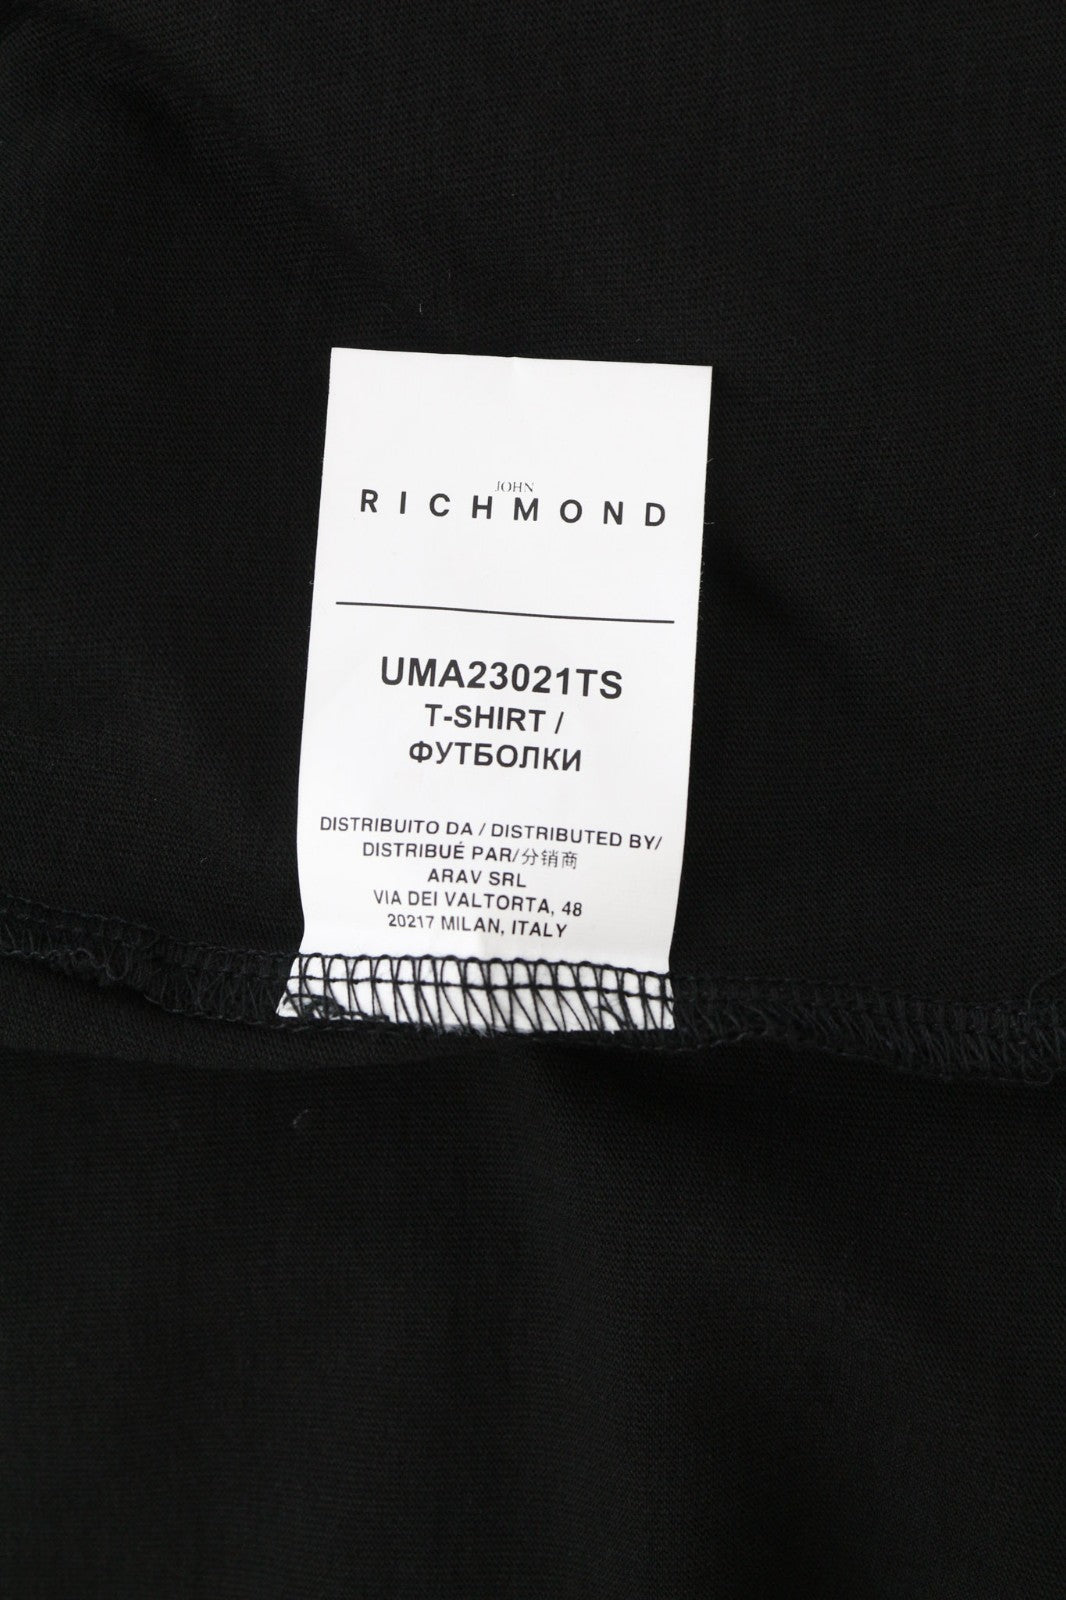 JOHN
RICHMOND
UMA23021TS
T-SHIRT /
ФУТБОЛКИ
DISTRIBUITO DA / DISTRIBUTED BY/
DISTRIBUÉ PAR/分销商
ARAV SRL
VIA DEI VALTORTA, 48
20217 MILAN, ITALY